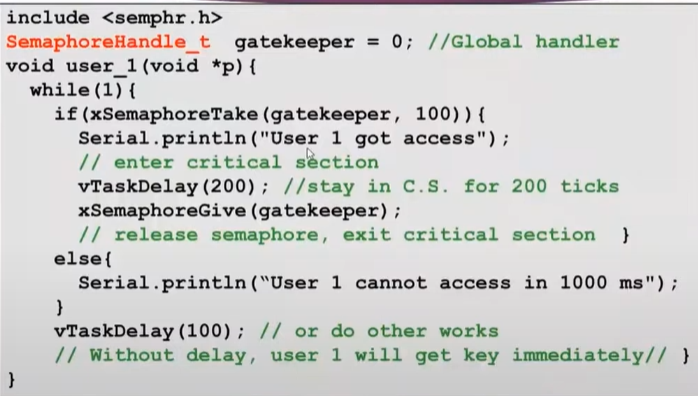 include <semphr.h>
SemaphoreHandle_t gatekeeper = 0; //Global handler
void user_1(void *p){
while(1){
if(xSemaphoreTake(gatekeeper, 100)){
Serial.println("User 1 got access");
// enter critical section
vTaskDelay(200); //stay in C.S. for 200 ticks
xSemaphoreGive(gatekeeper);
// release semaphore, exit critical section }
else{
Serial.println(“User 1 cannot access in 1000 ms");
}
vTaskDelay(100); // or do other works
// Without delay, user 1 will get key immediately// }
}